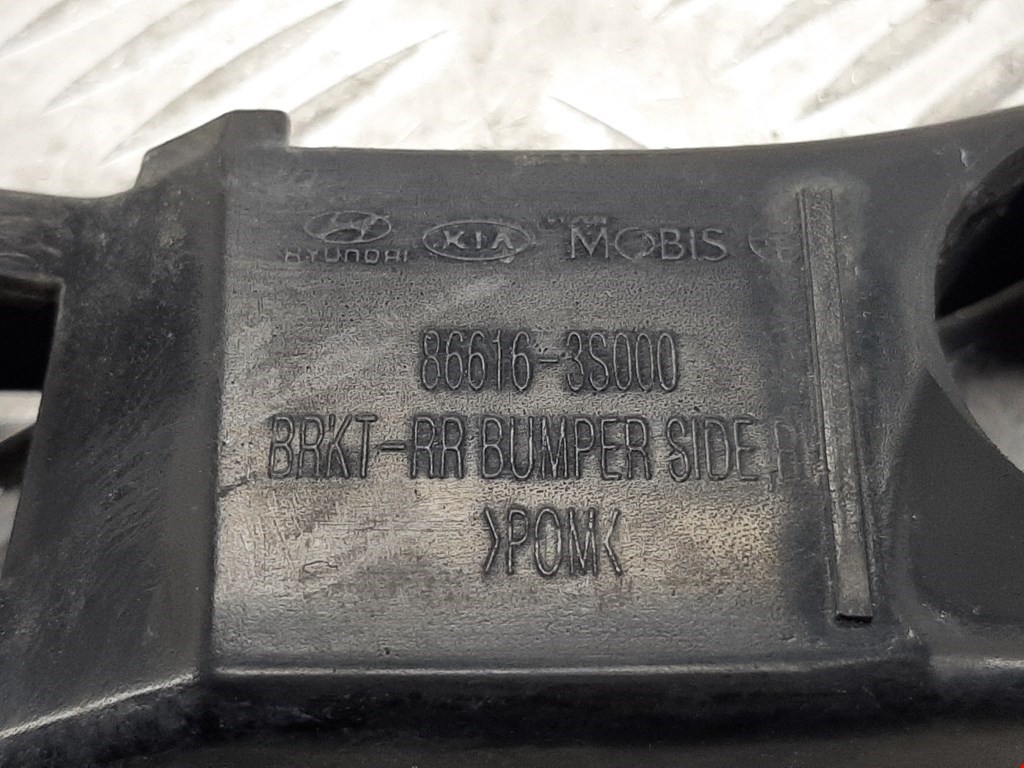 HYUNDAI KIA MOBIS
86616-3S000
BRKT-RR BUMPER SIDE,
>POM<